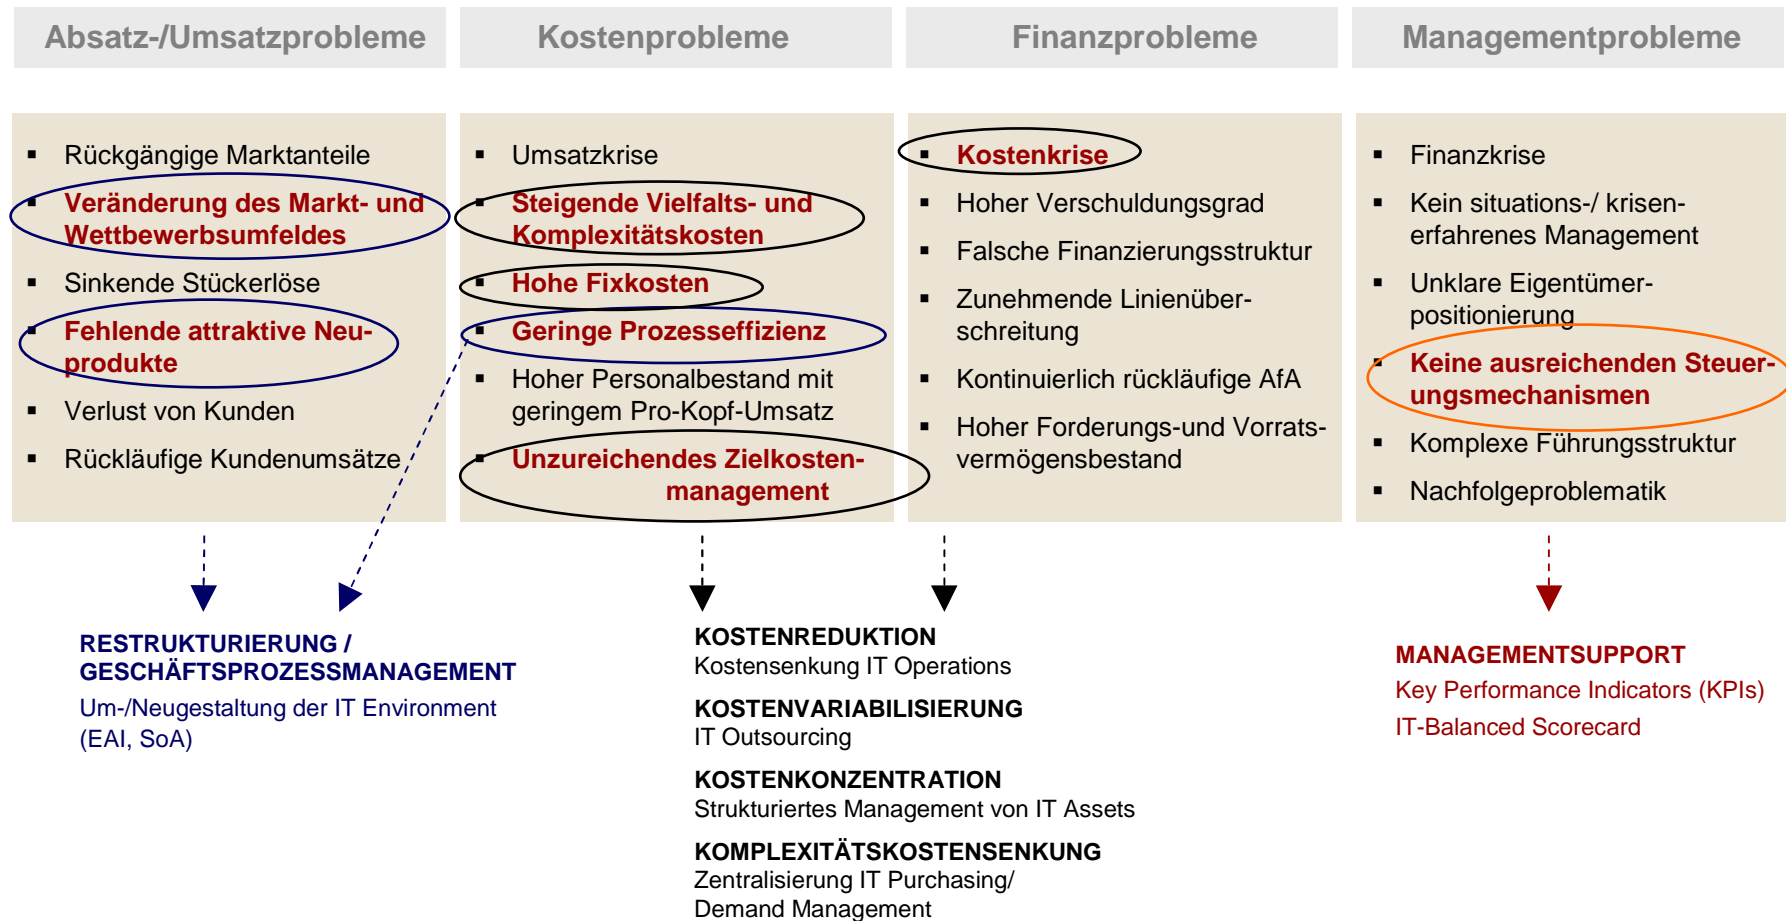 Absatz-/Umsatzprobleme
Kostenprobleme
Finanzprobleme
Managementprobleme
▪ Rückgängige Marktanteile
▪ Veränderung des Markt- und
Wettbewerbsumfeldes
▪ Sinkende Stückerlöse
▪ Fehlende attraktive Neu-
produkte
▪ Verlust von Kunden
▪ Rückläufige Kundenumsätze
▪ Umsatzkrise
▪ Steigende Vielfalts- und
Komplexitätskosten
▪ Hohe Fixkosten
▪ Geringe Prozesseffizienz
▪ Hoher Personalbestand mit
geringem Pro-Kopf-Umsatz
▪ Unzureichendes Zielkosten-
management
▪ Kostenkrise
▪ Hoher Verschuldungsgrad
▪ Falsche Finanzierungsstruktur
▪ Zunehmende Linienüber-
schreitung
▪ Kontinuierlich rückläufige AfA
▪ Hoher Forderungs-und Vorrats-
vermögensbestand
▪ Finanzkrise
▪ Kein situations-/ krisen-
erfahrenes Management
▪ Unklare Eigentümer-
positionierung
▪ Keine ausreichenden Steuer-
ungsmechanismen
▪ Komplexe Führungsstruktur
▪ Nachfolgeproblematik
RESTRUKTURIERUNG /
GESCHÄFTSPROZESSMANAGEMENT
Um-/Neugestaltung der IT Environment
(EAI, SoA)
KOSTENREDUKTION
Kostensenkung IT Operations
KOSTENVARIABILISIERUNG
IT Outsourcing
KOSTENKONZENTRATION
Strukturiertes Management von IT Assets
KOMPLEXITÄTSKOSTENSENKUNG
Zentralisierung IT Purchasing/
Demand Management
MANAGEMENTSUPPORT
Key Performance Indicators (KPIs)
IT-Balanced Scorecard